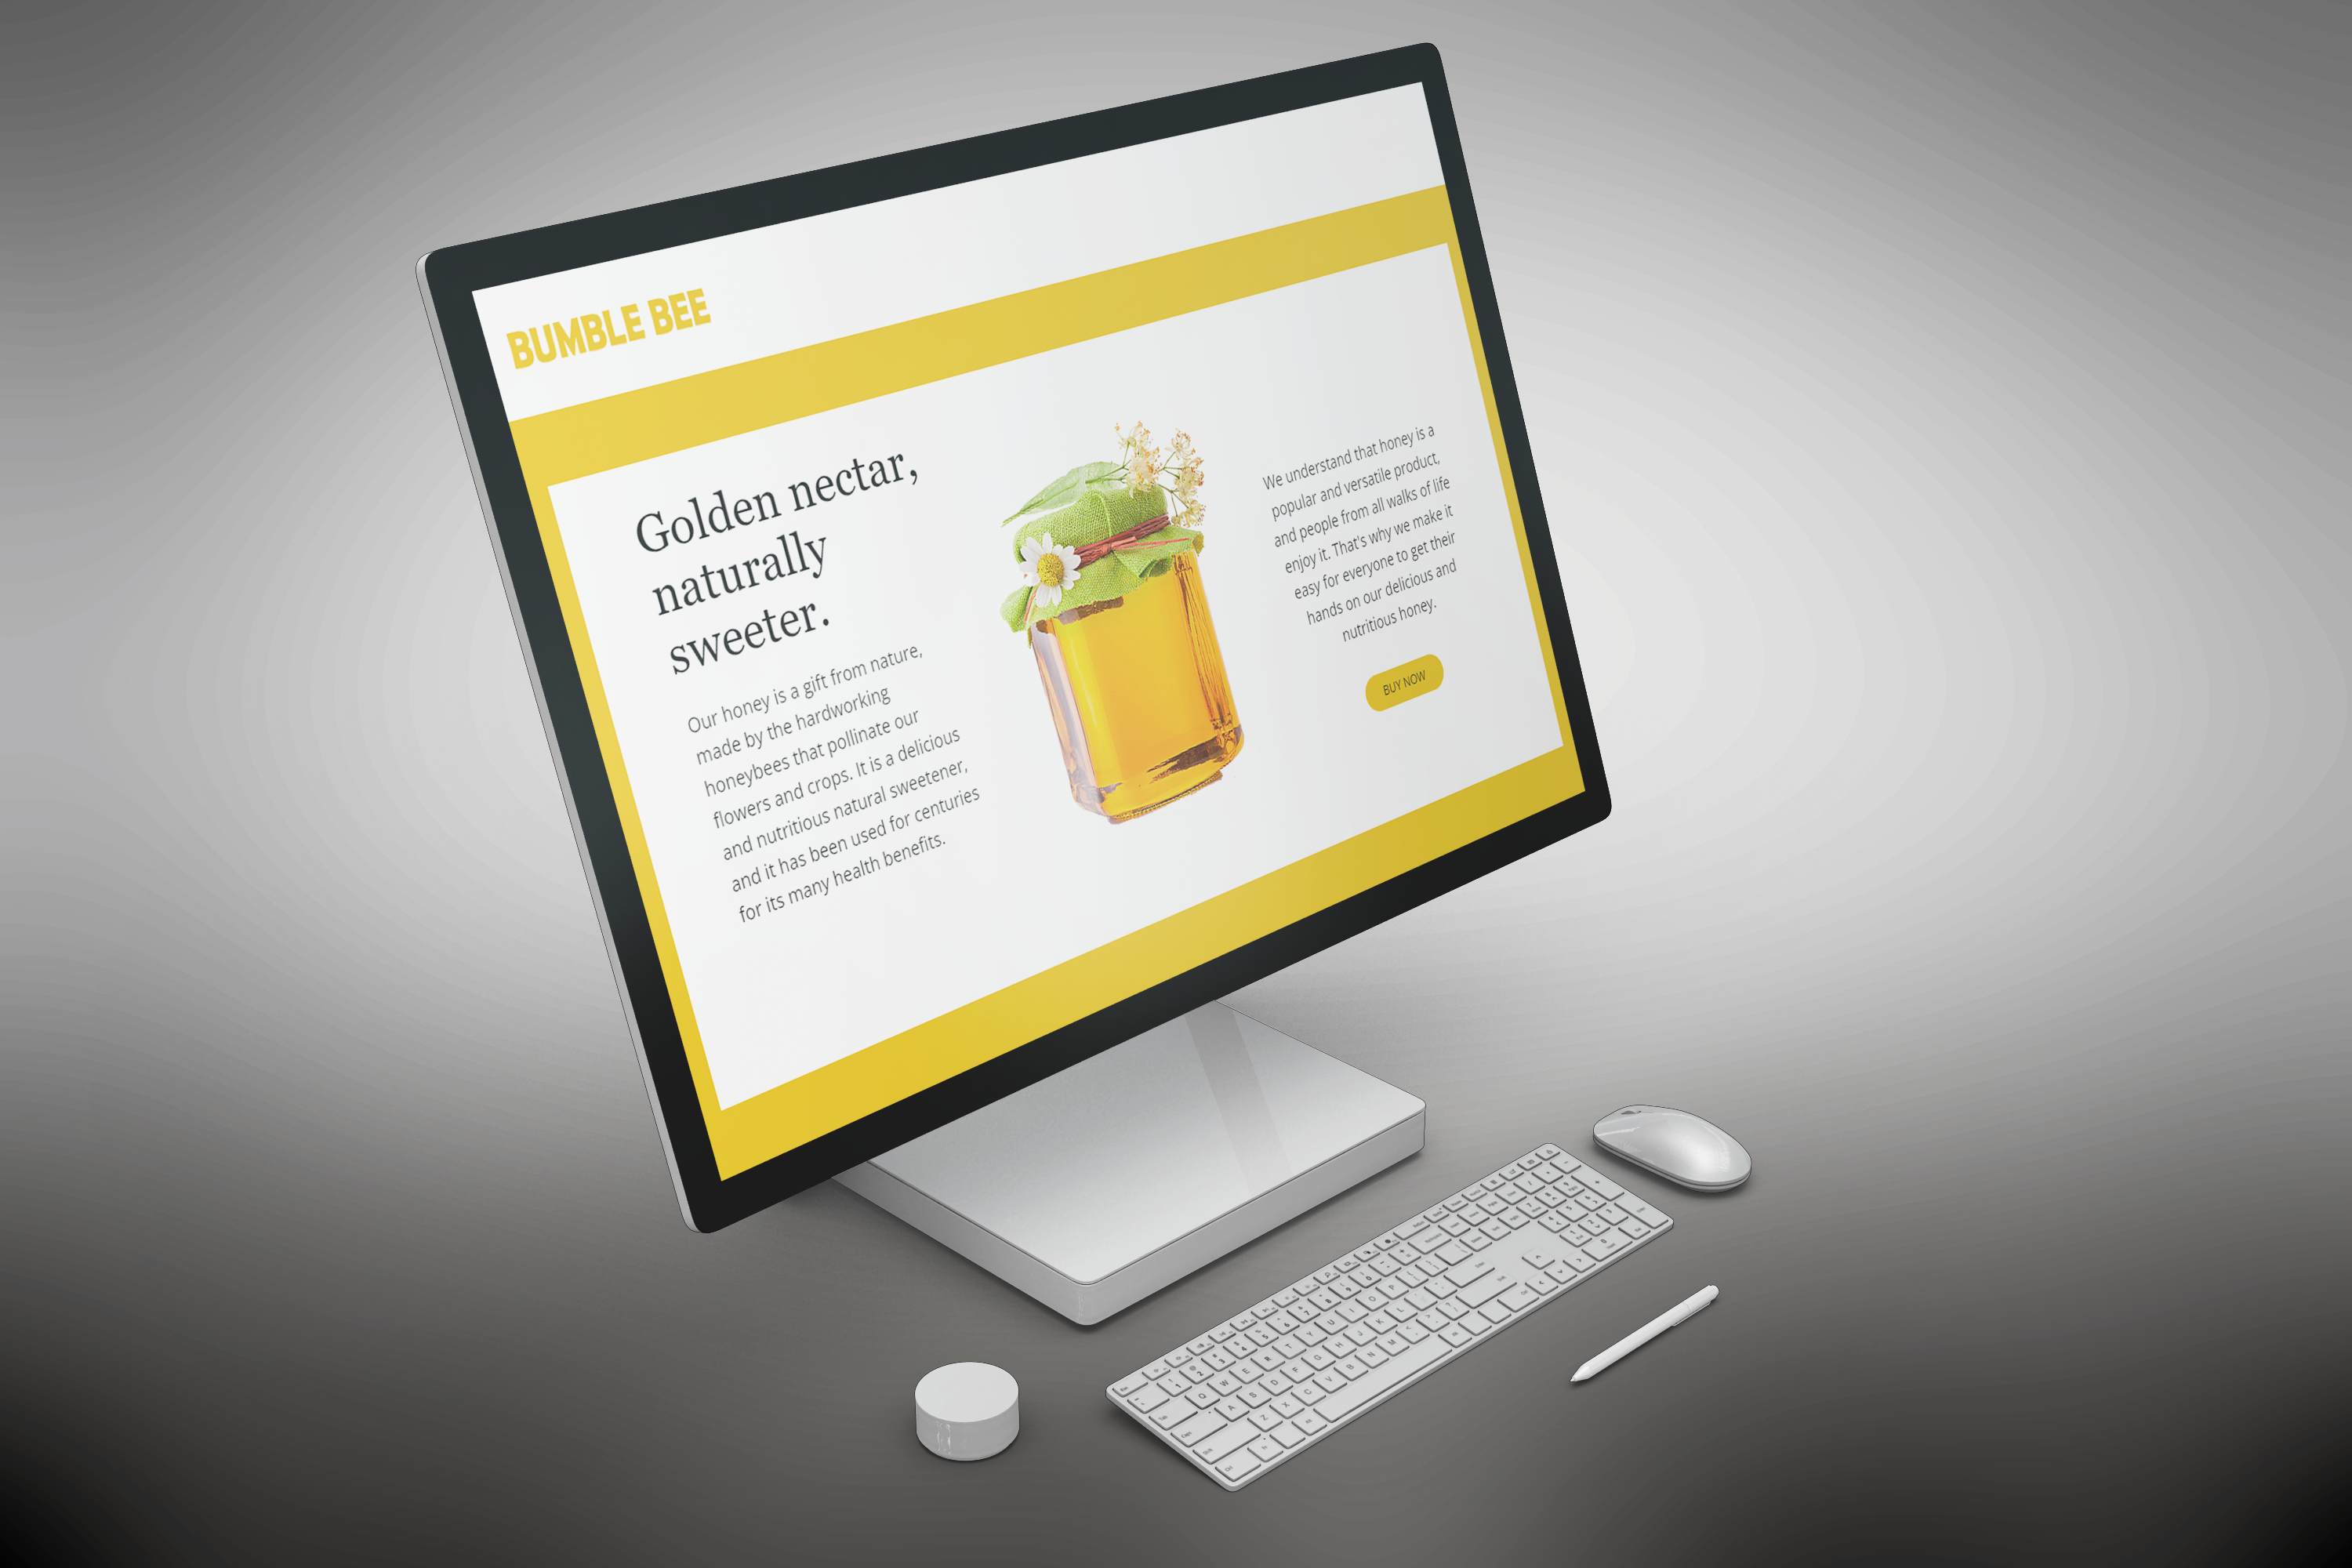 BUMBLE BEE
Golden nectar,
naturally
sweeter.
Our honey is a gift from nature,
made by the hardworking
honeybees that pollinate our
flowers and crops. It is a delicious
and nutritious natural sweetener,
and it has been used for centuries
for its many health benefits.
We understand that honey is a
popular and versatile product,
and people from all walks of life
enjoy it. That's why we make it
easy for everyone to get their
hands on our delicious and
nutritious honey.
BUY NOW